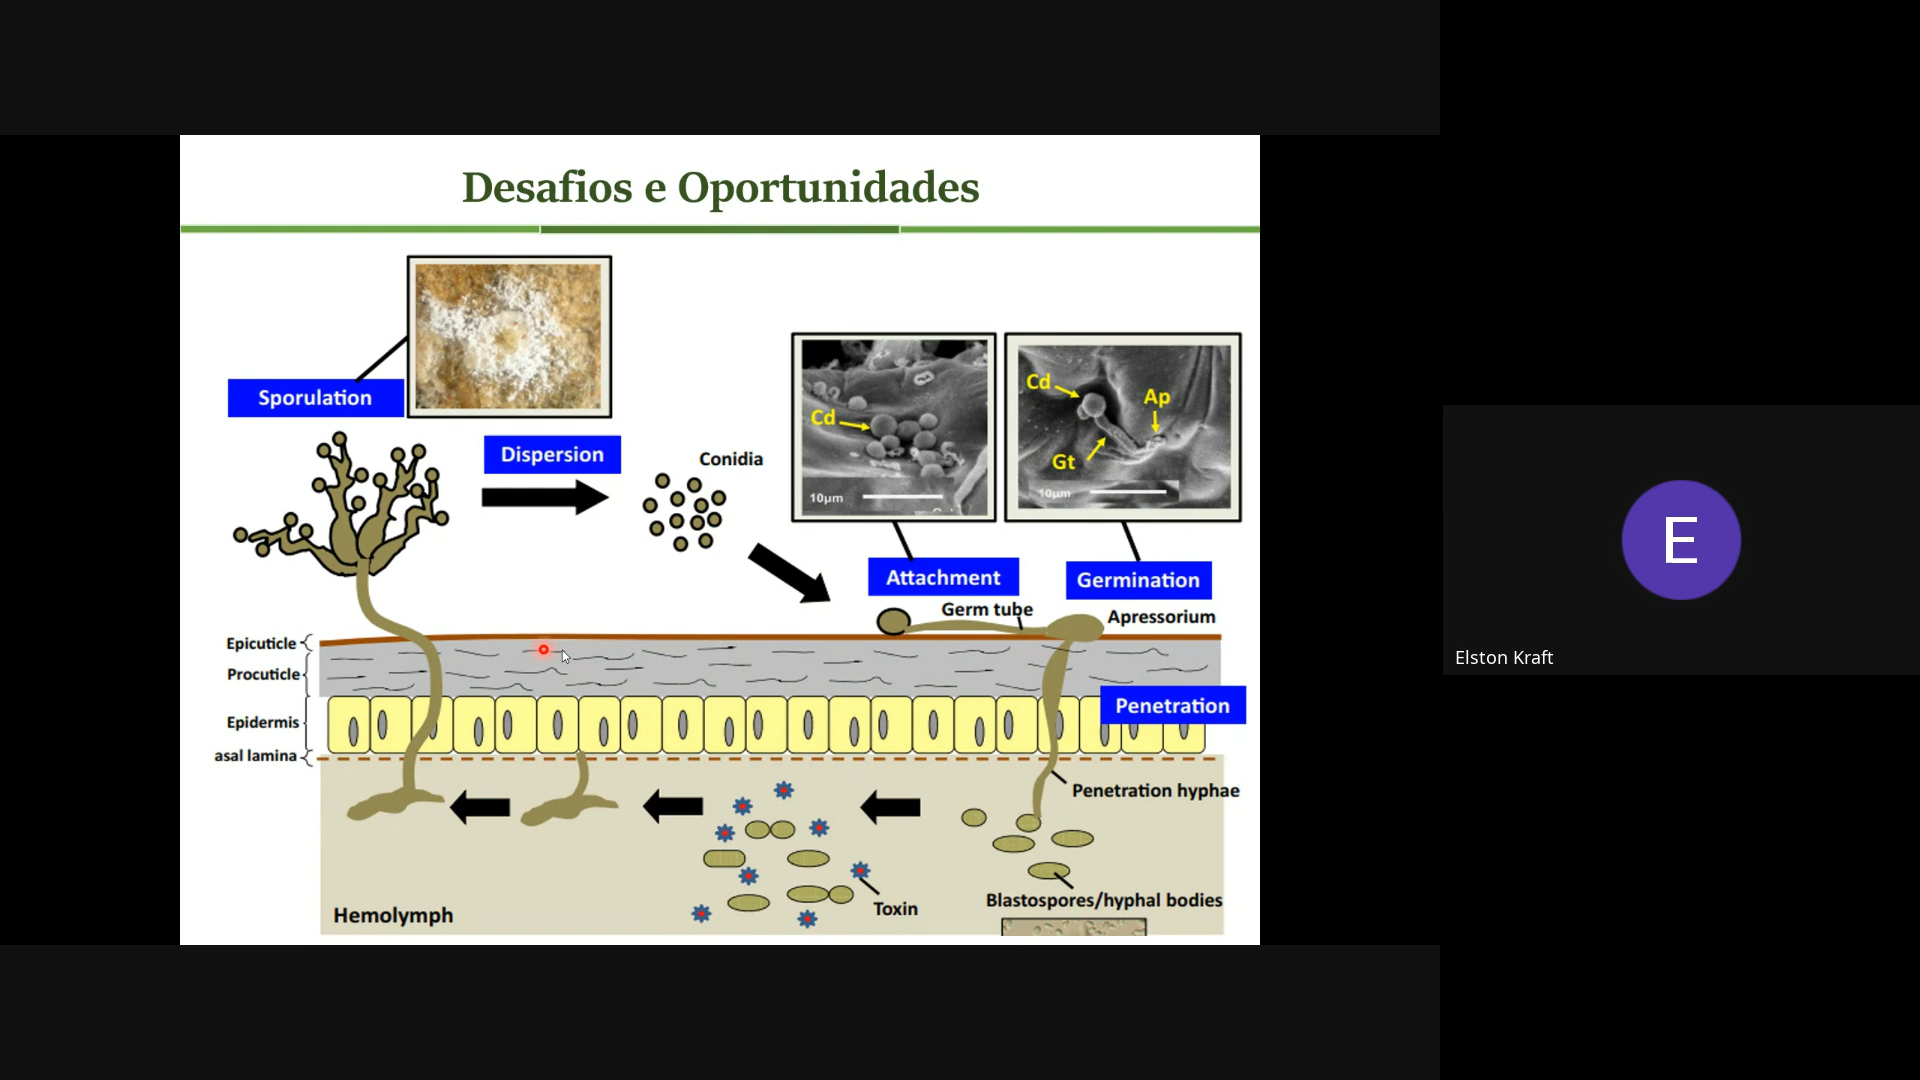 Desafios e Oportunidades
Sporulation
Dispersion
Conidia
Cd
10µm
Cd
Ap
Gt
10µm
Attachment
Germination
Germ tube
Apressorium
Epicuticle
Procuticle
Epidermis
asal lamina
Penetration
Penetration hyphae
Blastospores/hyphal bodies
Toxin
Hemolymph
E
Elston Kraft